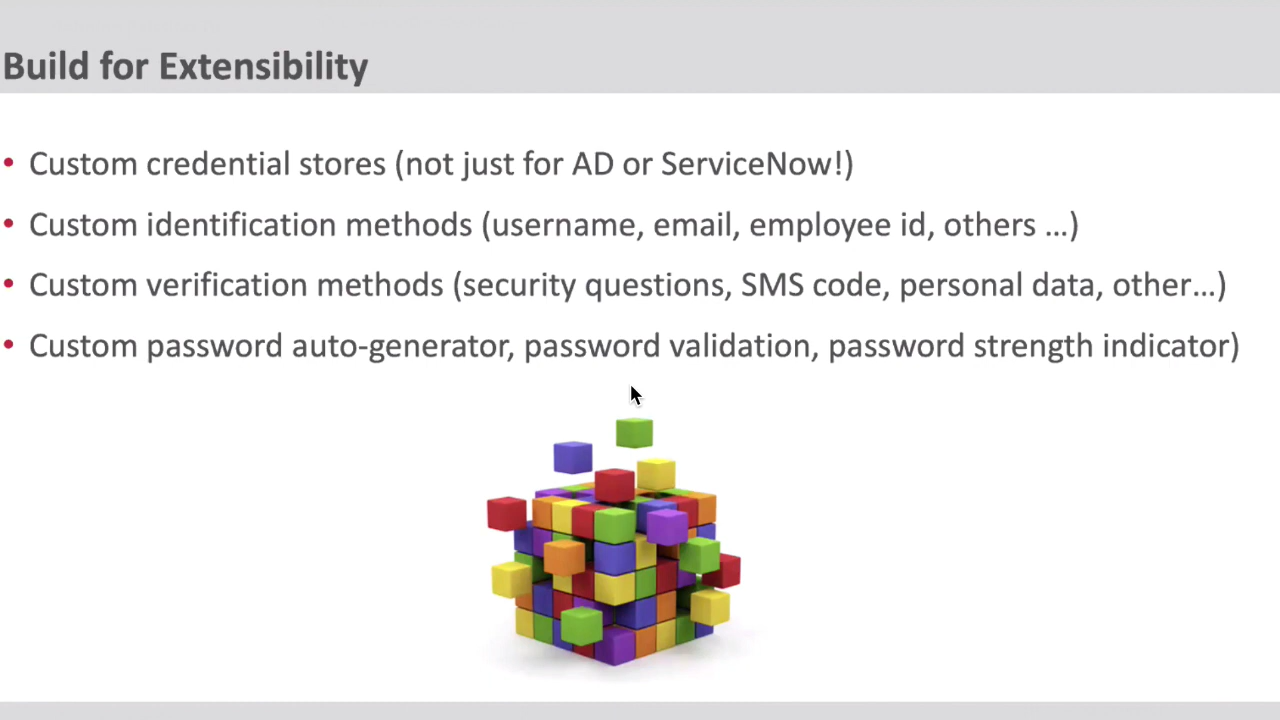 Build for Extensibility
• Custom credential stores (not just for AD or ServiceNow!)
• Custom identification methods (username, email, employee id, others …)
• Custom verification methods (security questions, SMS code, personal data, other…)
• Custom password auto-generator, password validation, password strength indicator)